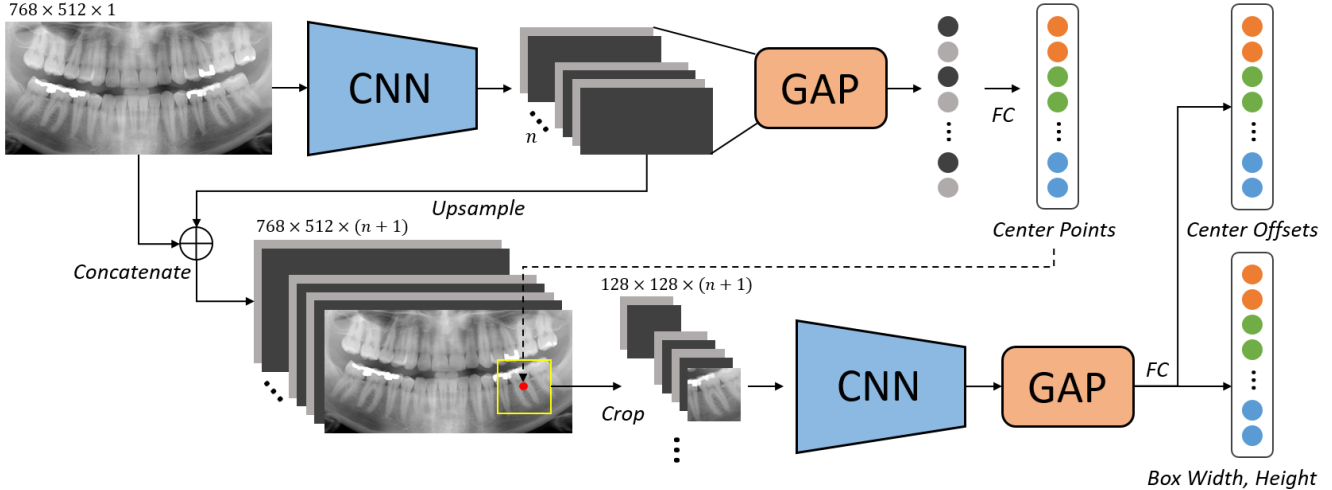 768 × 512 × 1
CNN
n
GAP
FC
Center Points
Center Offsets
Upsample
Concatenate
768 × 512 × (n + 1)
128 × 128 × (n + 1)
Crop
CNN
GAP
FC
Box Width, Height